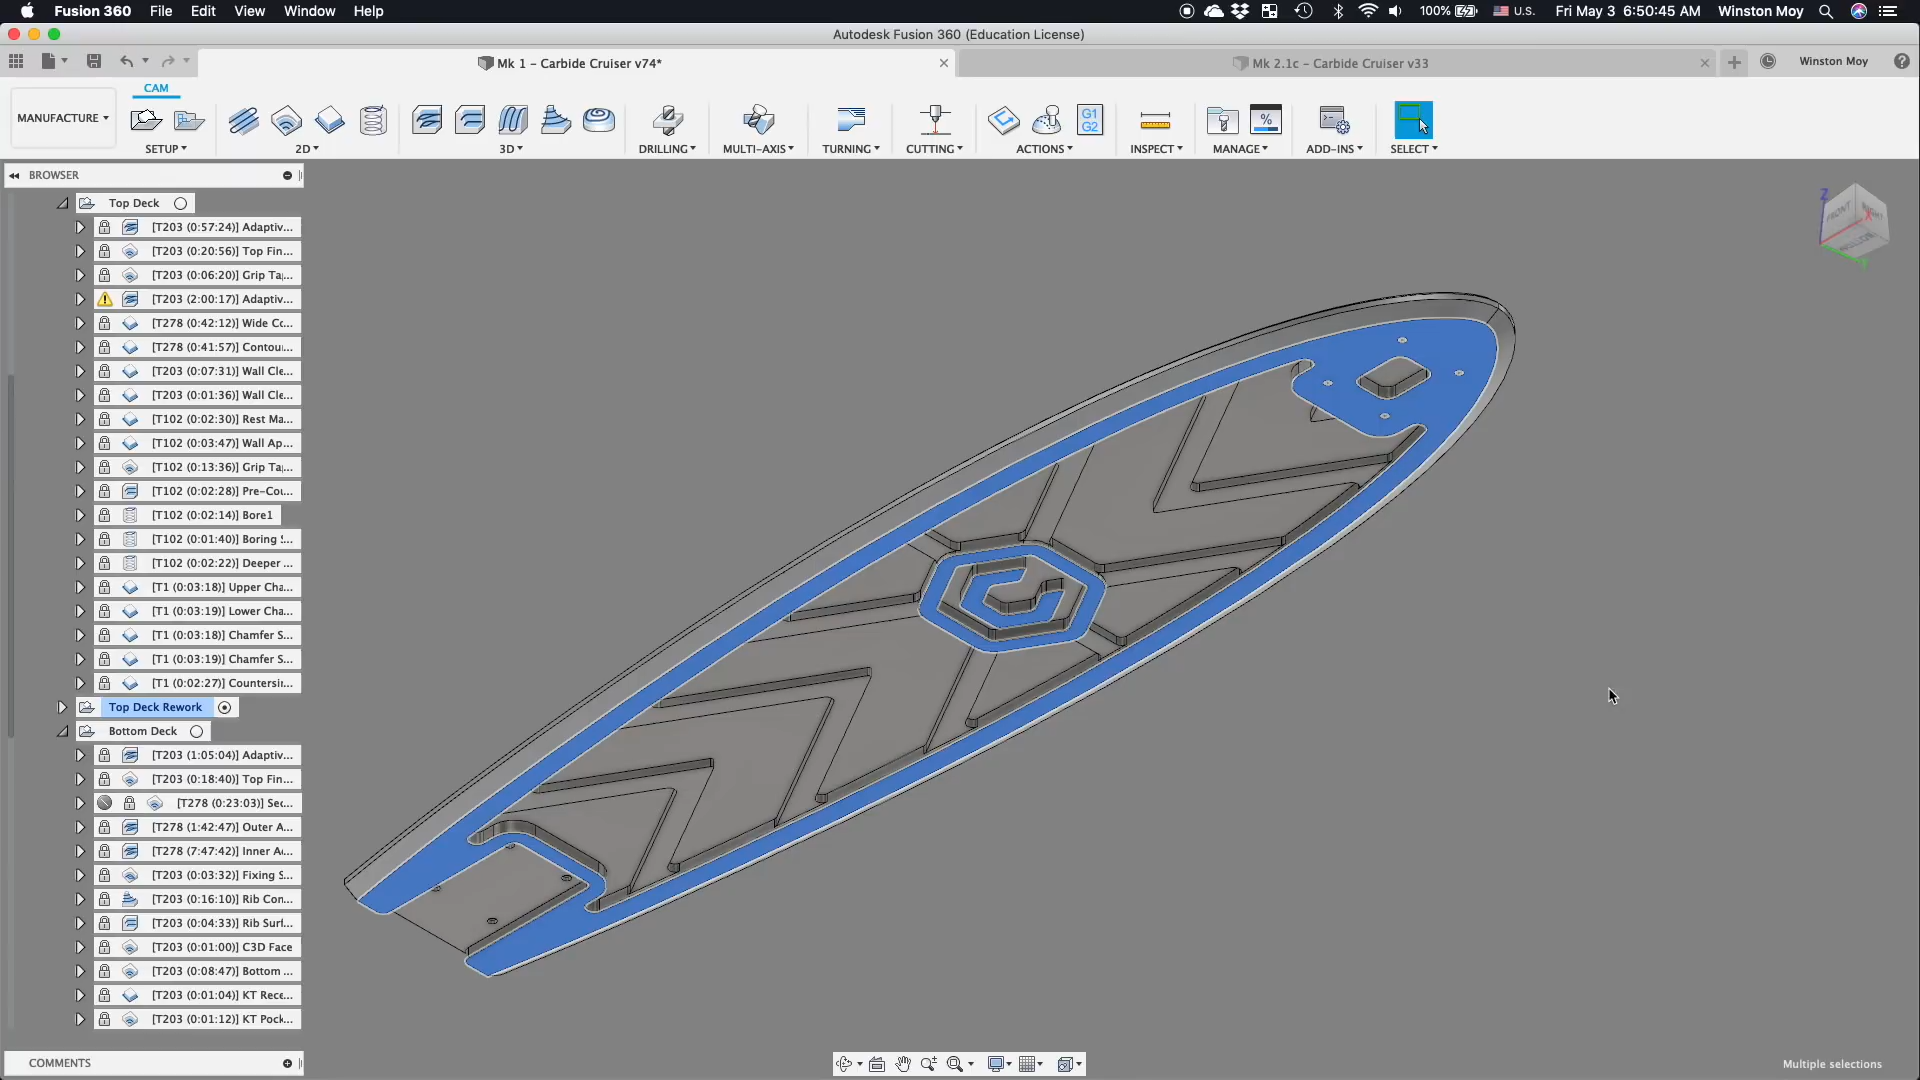 Fusion 360 File Edit View Window Help
100% U.S. Fri May 3 6:50:45 AM Winston Moy
Autodesk Fusion 360 (Education License)
Mk 1 – Carbide Cruiser v74*
Mk 2.1c – Carbide Cruiser v33
Winston Moy
CAM
MANUFACTURE
G1
G2
%
SETUP
2D
3D
DRILLING
MULTI-AXIS
TURNING
CUTTING
ACTIONS
INSPECT
MANAGE
ADD-INS
SELECT
BROWSER
Top Deck
[T203 (0:57:24)] Adaptiv...
[T203 (0:20:56)] Top Fin...
[T203 (0:06:20)] Grip Ta...
[T203 (2:00:17)] Adaptiv...
[T278 (0:42:12)] Wide Co...
[T278 (0:41:57)] Contou...
[T203 (0:07:31)] Wall Cle...
[T203 (0:01:36)] Wall Cle...
[T102 (0:02:30)] Rest Ma...
[T102 (0:03:47)] Wall Ap...
[T102 (0:13:36)] Grip Ta...
[T102 (0:02:28)] Pre-Cou...
[T102 (0:02:14)] Bore1
[T102 (0:01:40)] Boring S...
[T102 (0:02:22)] Deeper ...
[T1 (0:03:18)] Upper Cha...
[T1 (0:03:19)] Lower Cha...
[T1 (0:03:18)] Chamfer S...
[T1 (0:03:19)] Chamfer S...
[T1 (0:02:27)] Countersin...
Top Deck Rework
Bottom Deck
[T203 (1:05:04)] Adaptiv...
[T203 (0:18:40)] Top Fin...
[T278 (0:23:03)] Sec...
[T278 (1:42:47)] Outer A...
[T278 (7:47:42)] Inner Ad...
[T203 (0:03:32)] Fixing S...
[T203 (0:16:10)] Rib Con...
[T203 (0:04:33)] Rib Surf...
[T203 (0:01:00)] C3D Face
[T203 (0:08:47)] Bottom ...
[T203 (0:01:04)] KT Rece...
[T203 (0:01:12)] KT Pock...
Z
FRONT
RIGHT
X
BOTTOM
Y
COMMENTS
Multiple selections